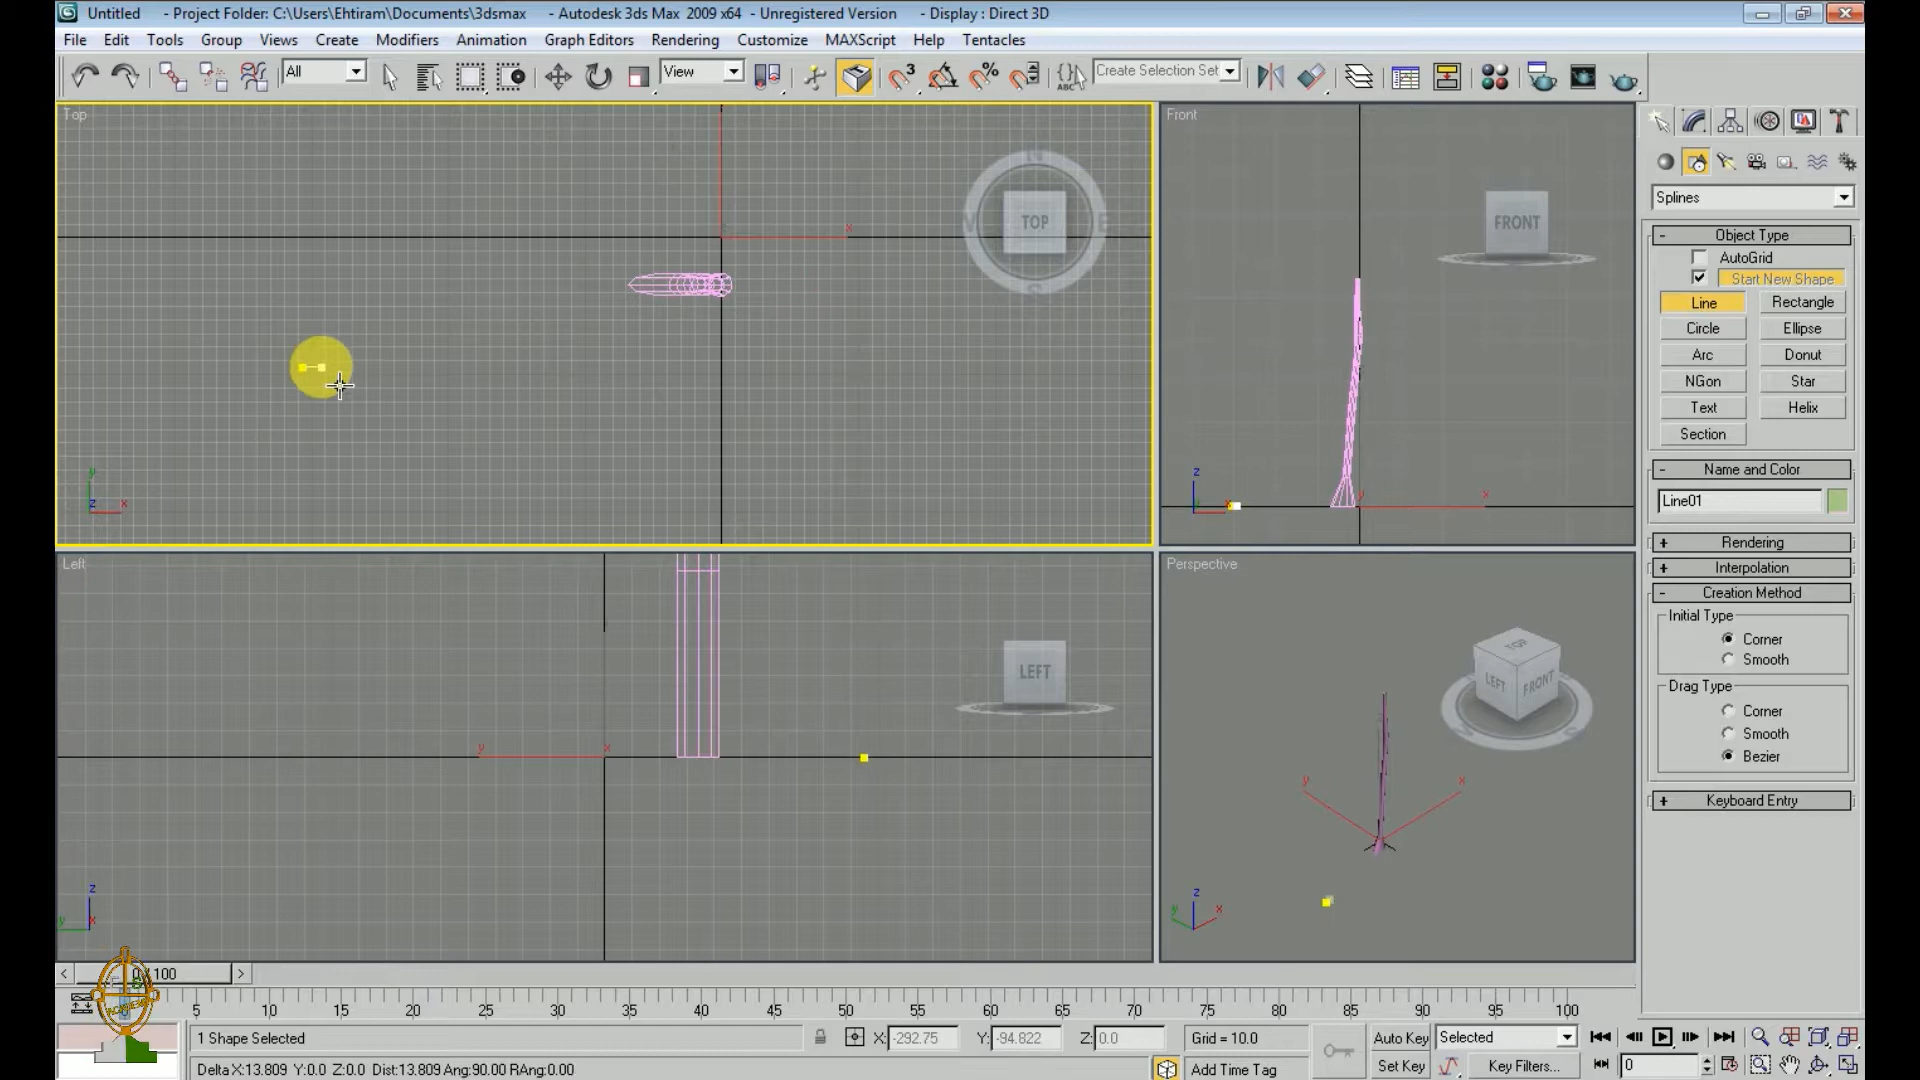 Untitled - Project Folder: C:\Users\Ehtiram\Documents\3dsmax - Autodesk 3ds Max 2009 x64 - Unregistered Version - Display : Direct 3D
File Edit Tools Group Views Create Modifiers Animation Graph Editors Rendering Customize MAXScript Help Tentacles
All View Create Selection Set
Top
TOP
Front
FRONT
Left
LEFT
Perspective
TOP
LEFT FRONT
Splines
- Object Type
AutoGrid
Start New Shape
Line Rectangle
Circle Ellipse
Arc Donut
NGon Star
Text Helix
Section
- Name and Color
Line01
+ Rendering
+ Interpolation
- Creation Method
Initial Type
Corner
Smooth
Drag Type
Corner
Smooth
Bezier
+ Keyboard Entry
< 0 / 100 >
5 10 15 20 25 30 35 40 45 50 55 60 65 70 75 80 85 90 95 100
1 Shape Selected X: -292.75 Y: -94.822 Z: 0.0 Grid = 10.0 Auto Key Selected
Delta X:13.809 Y:0.0 Z:0.0 Dist:13.809 Ang:90.00 RAng:0.00 Add Time Tag Set Key Key Filters... 0